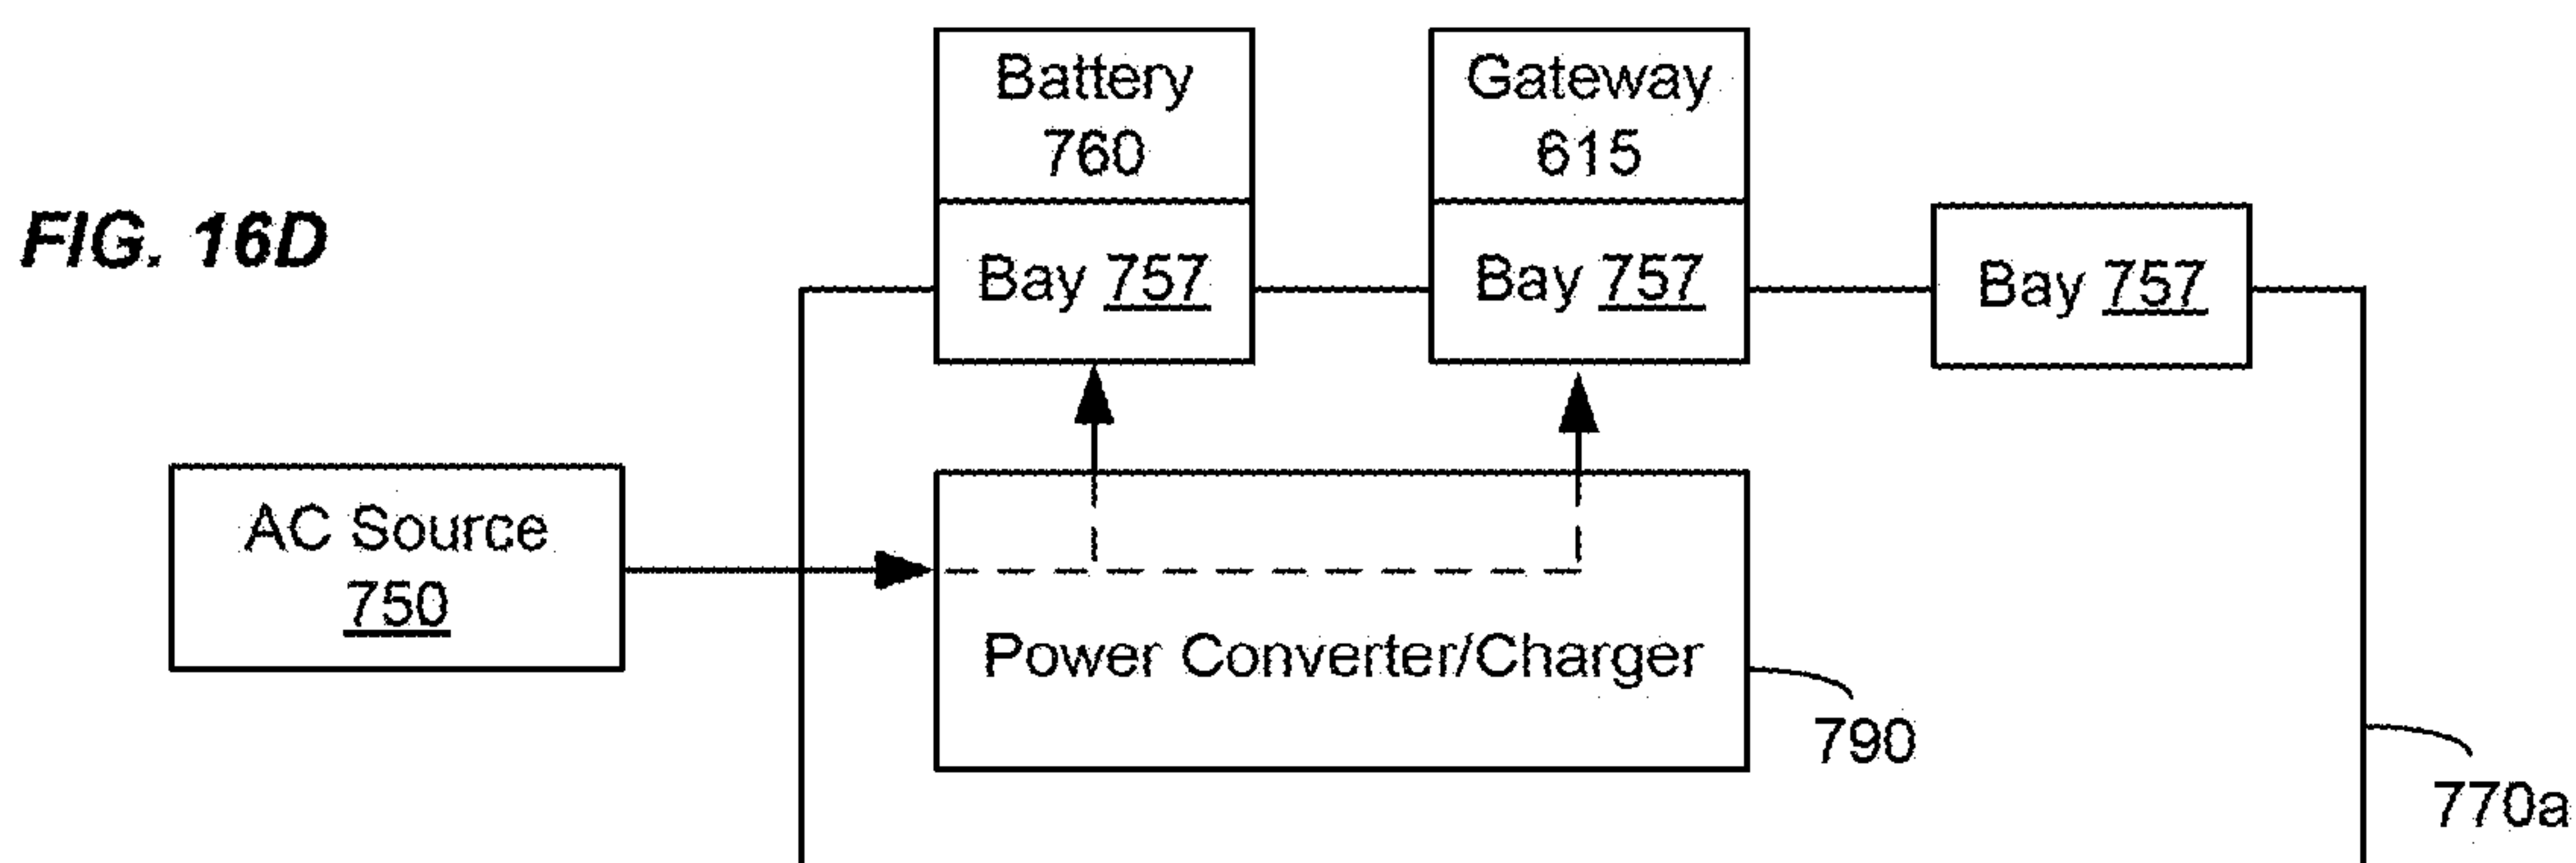 Battery
760
Gateway
615
FIG. 16D
Bay 757
Bay 757
Bay 757
AC Source
750
Power Converter/Charger
790
770a